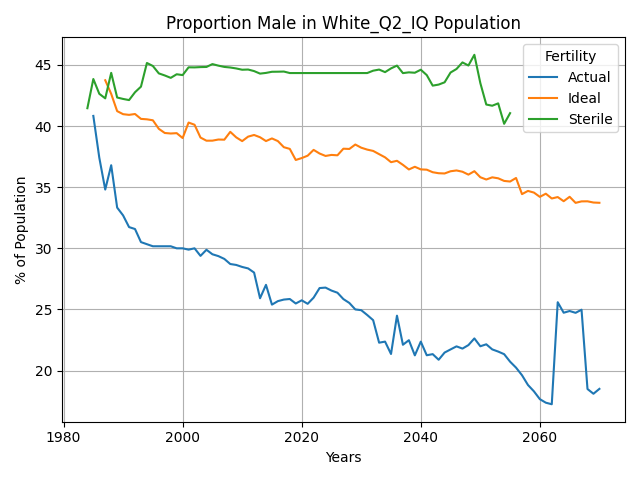 Proportion Male in White_Q2_IQ Population
Fertility
Actual
Ideal
Sterile
% of Population
45
40
35
30
25
20
1980
2000
2020
2040
2060
Years